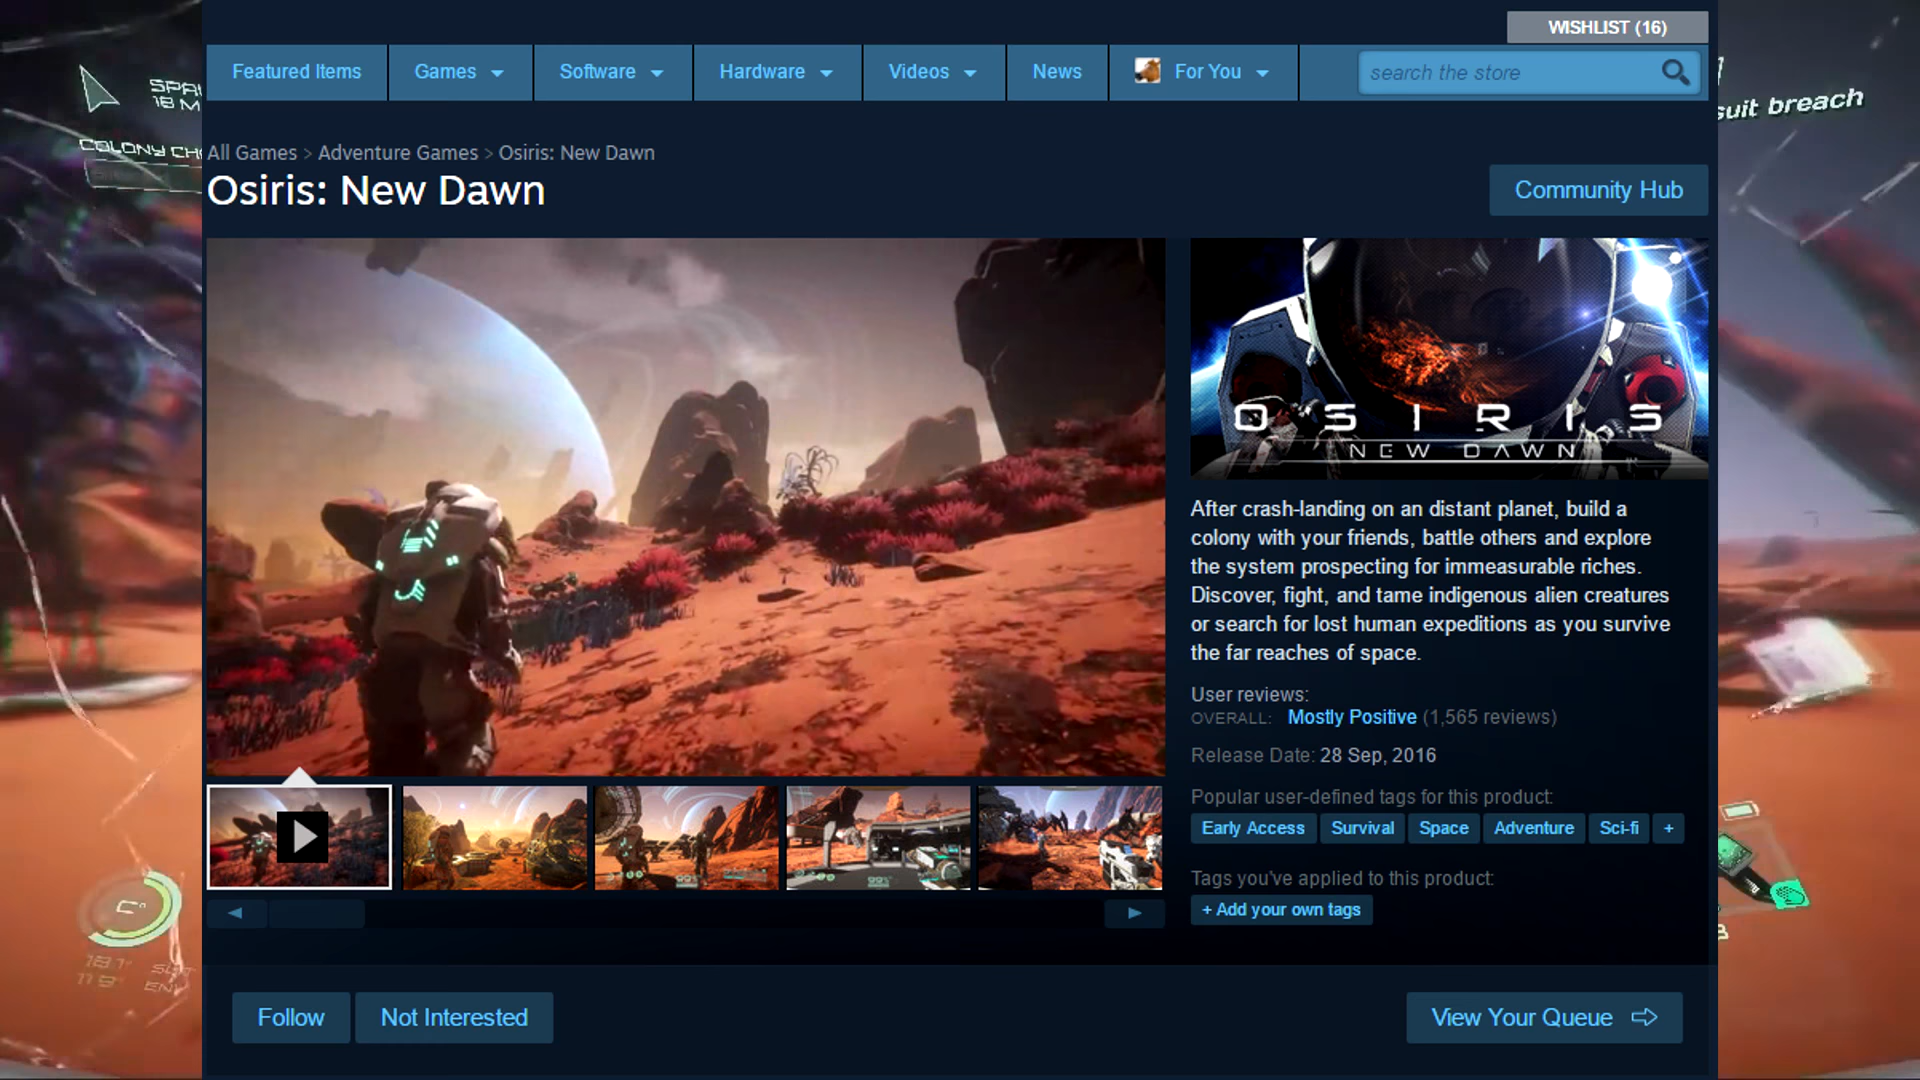 WISHLIST (16)
Featured Items
Games
Software
Hardware
Videos
News
For You
search the store
suit breach
18 M
COLONY
All Games > Adventure Games > Osiris: New Dawn
Osiris: New Dawn
Community Hub
OSIRIS
NEW DAWN
After crash-landing on an distant planet, build a
colony with your friends, battle others and explore
the system prospecting for immeasurable riches.
Discover, fight, and tame indigenous alien creatures
or search for lost human expeditions as you survive
the far reaches of space.
User reviews:
OVERALL: Mostly Positive (1,565 reviews)
Release Date: 28 Sep, 2016
Popular user-defined tags for this product:
Early Access
Survival
Space
Adventure
Sci-fi
+
Tags you've applied to this product:
+ Add your own tags
Follow
Not Interested
View Your Queue